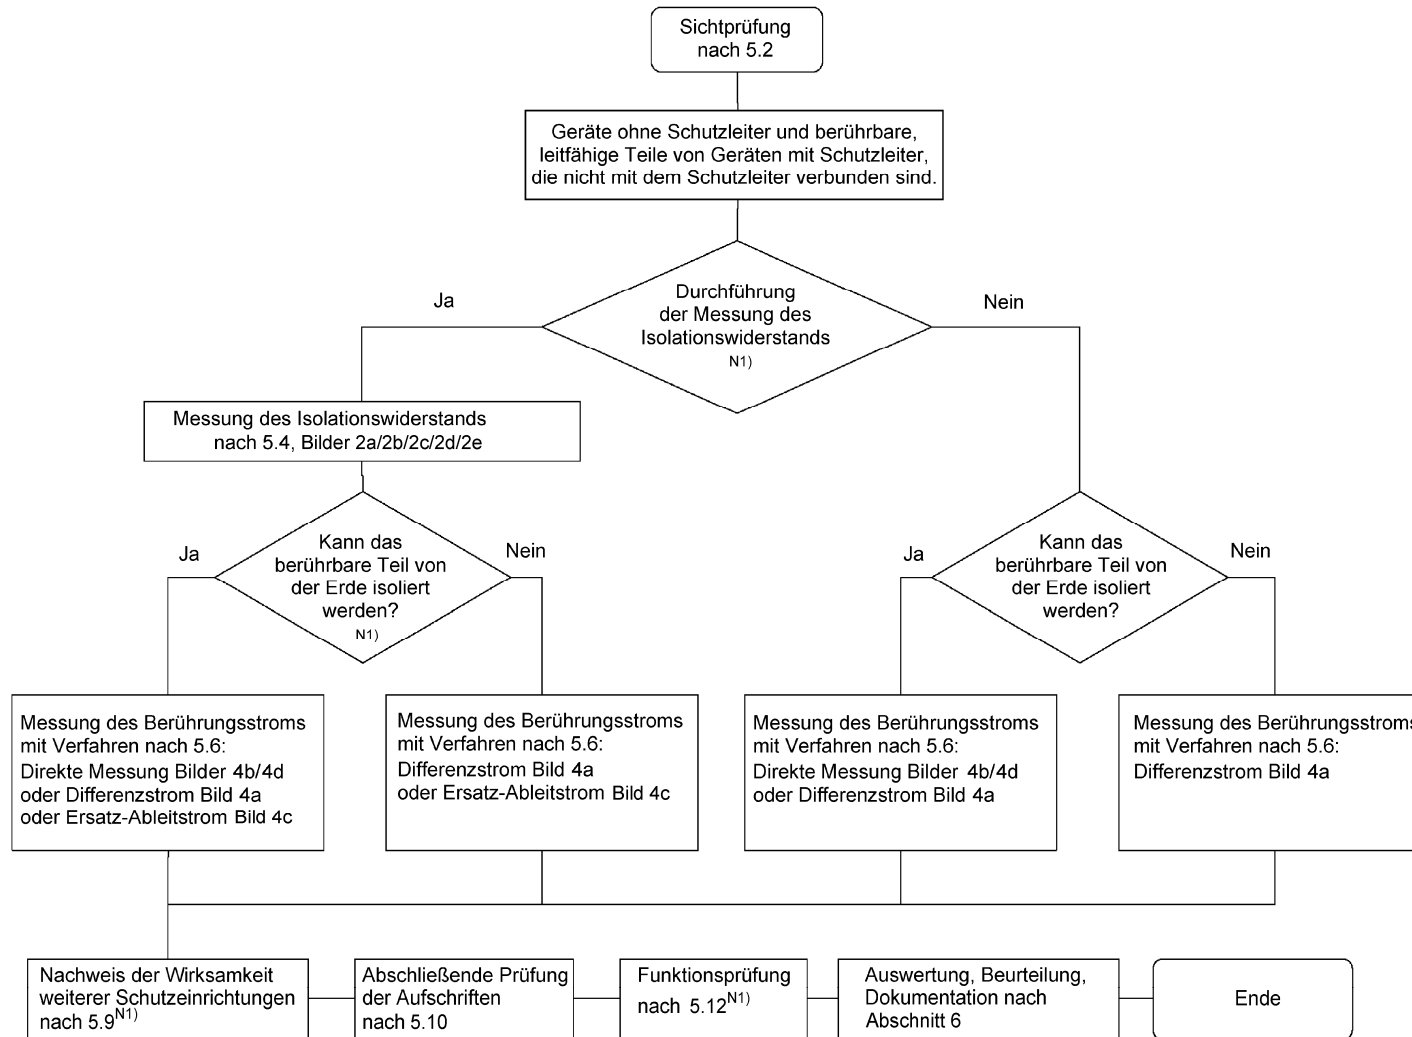 Sichtprüfung
nach 5.2
Geräte ohne Schutzleiter und berührbare,
leitfähige Teile von Geräten mit Schutzleiter,
die nicht mit dem Schutzleiter verbunden sind.
Ja
Durchführung
der Messung des
Isolationswiderstands
N1)
Nein
Messung des Isolationswiderstands
nach 5.4, Bilder 2a/2b/2c/2d/2e
Ja
Kann das
berührbare Teil von
der Erde isoliert
werden?
N1)
Nein
Ja
Kann das
berührbare Teil von
der Erde isoliert
werden?
Nein
Messung des Berührungsstroms
mit Verfahren nach 5.6:
Direkte Messung Bilder 4b/4d
oder Differenzstrom Bild 4a
oder Ersatz-Ableitstrom Bild 4c
Messung des Berührungsstroms
mit Verfahren nach 5.6:
Differenzstrom Bild 4a
oder Ersatz-Ableitstrom Bild 4c
Messung des Berührungsstroms
mit Verfahren nach 5.6:
Direkte Messung Bilder 4b/4d
oder Differenzstrom Bild 4a
Messung des Berührungsstroms
mit Verfahren nach 5.6:
Differenzstrom Bild 4a
Nachweis der Wirksamkeit
weiterer Schutzeinrichtungen
nach 5.9N1)
Abschließende Prüfung
der Aufschriften
nach 5.10
Funktionsprüfung
nach 5.12N1)
Auswertung, Beurteilung,
Dokumentation nach
Abschnitt 6
Ende